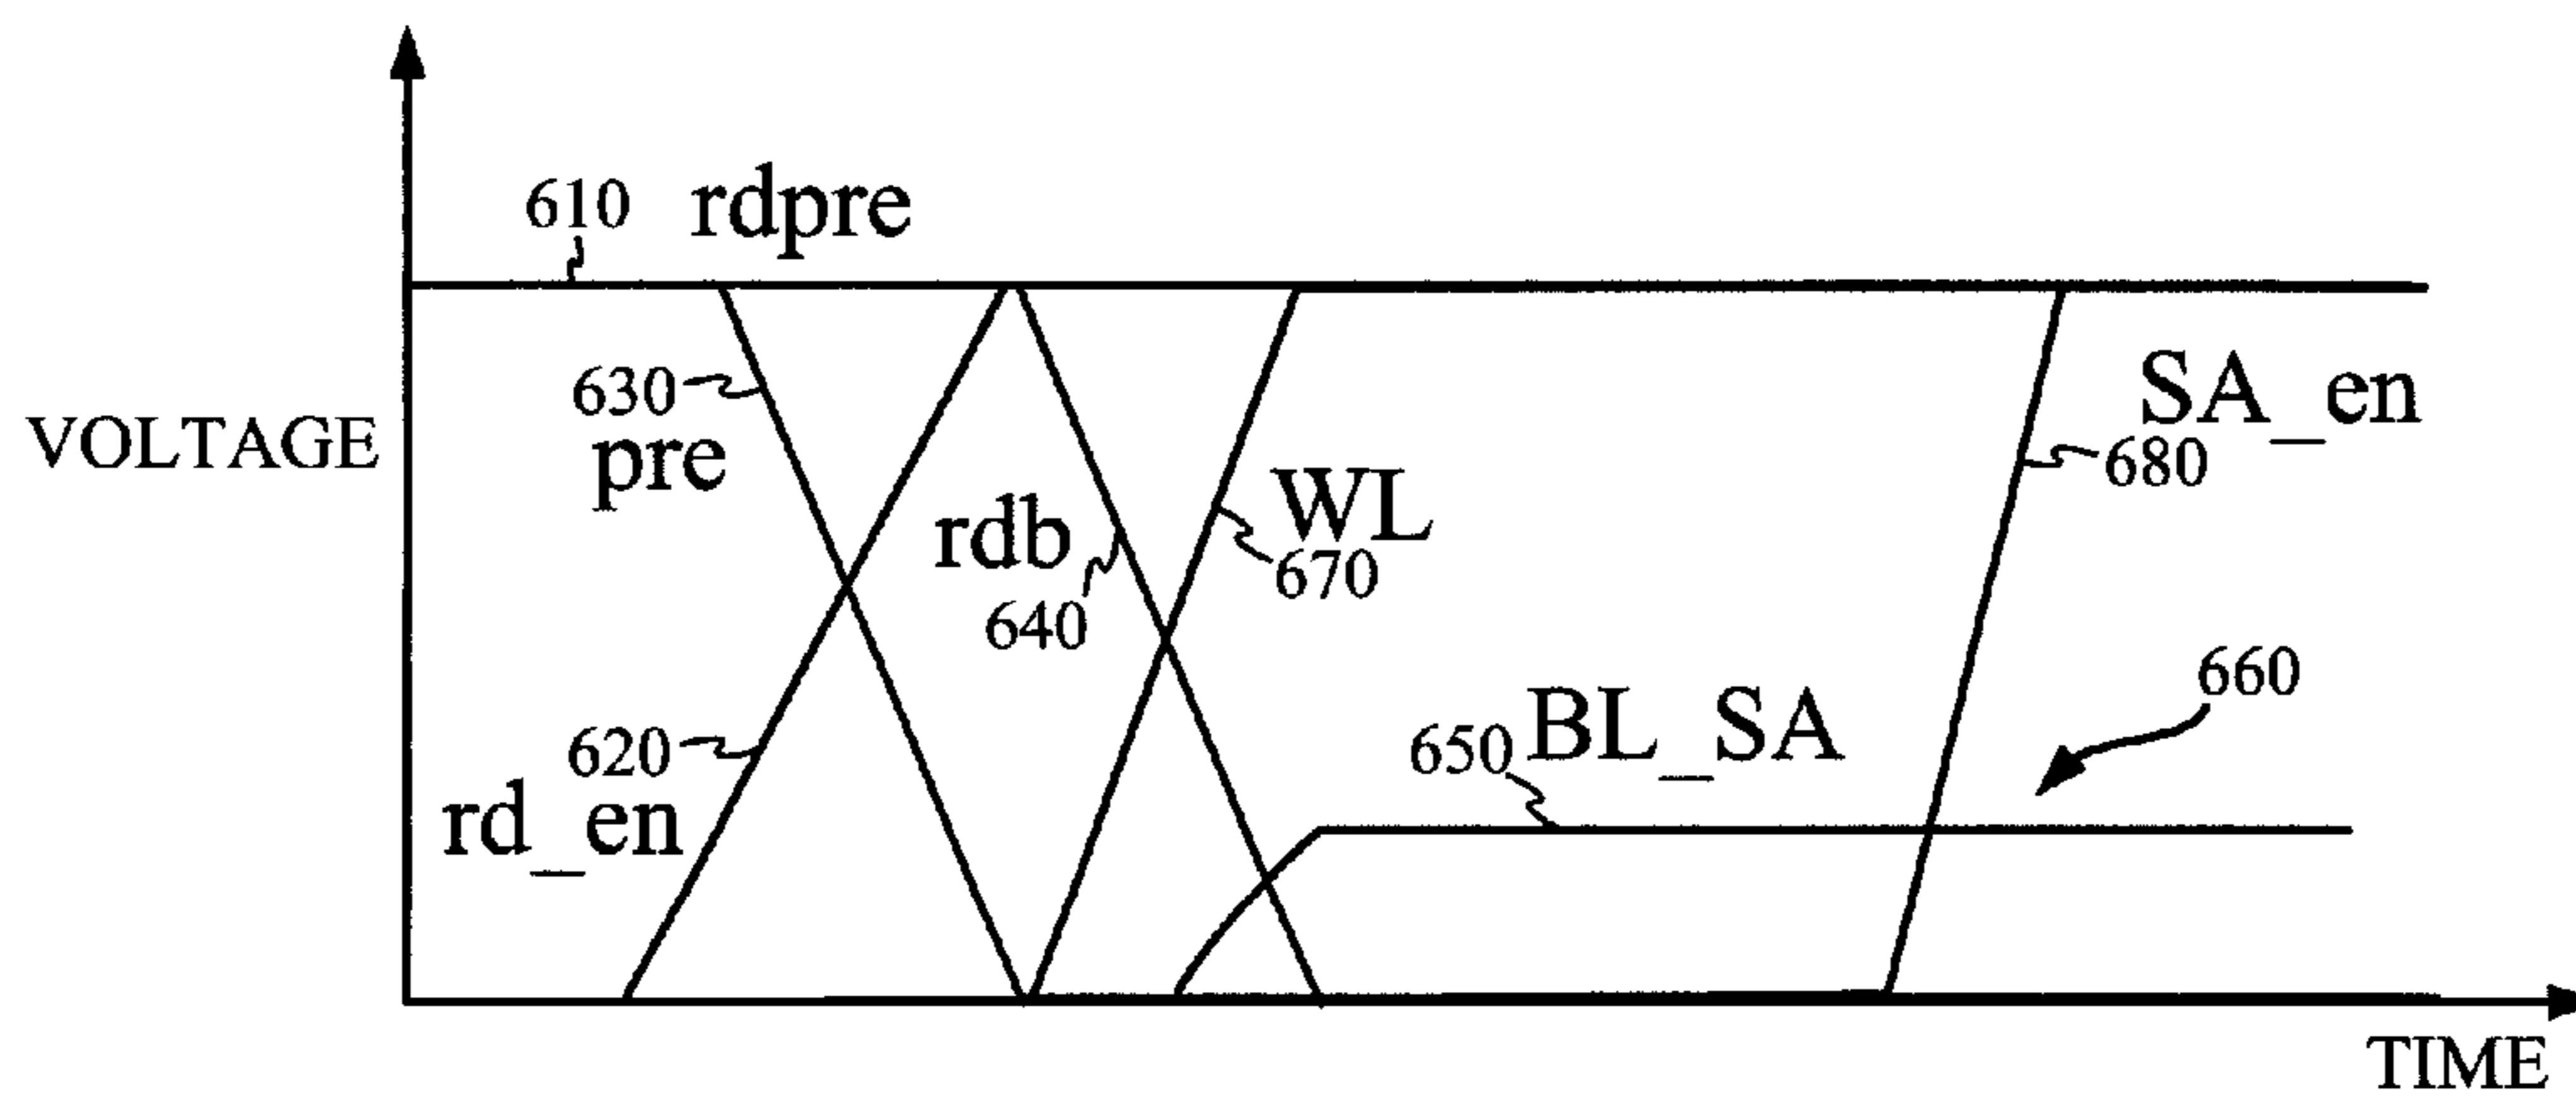 610 rdpre
630
pre
VOLTAGE
SA_en
680
rdb
640
WL
670
620
rd_en
650 BL_SA
660
TIME